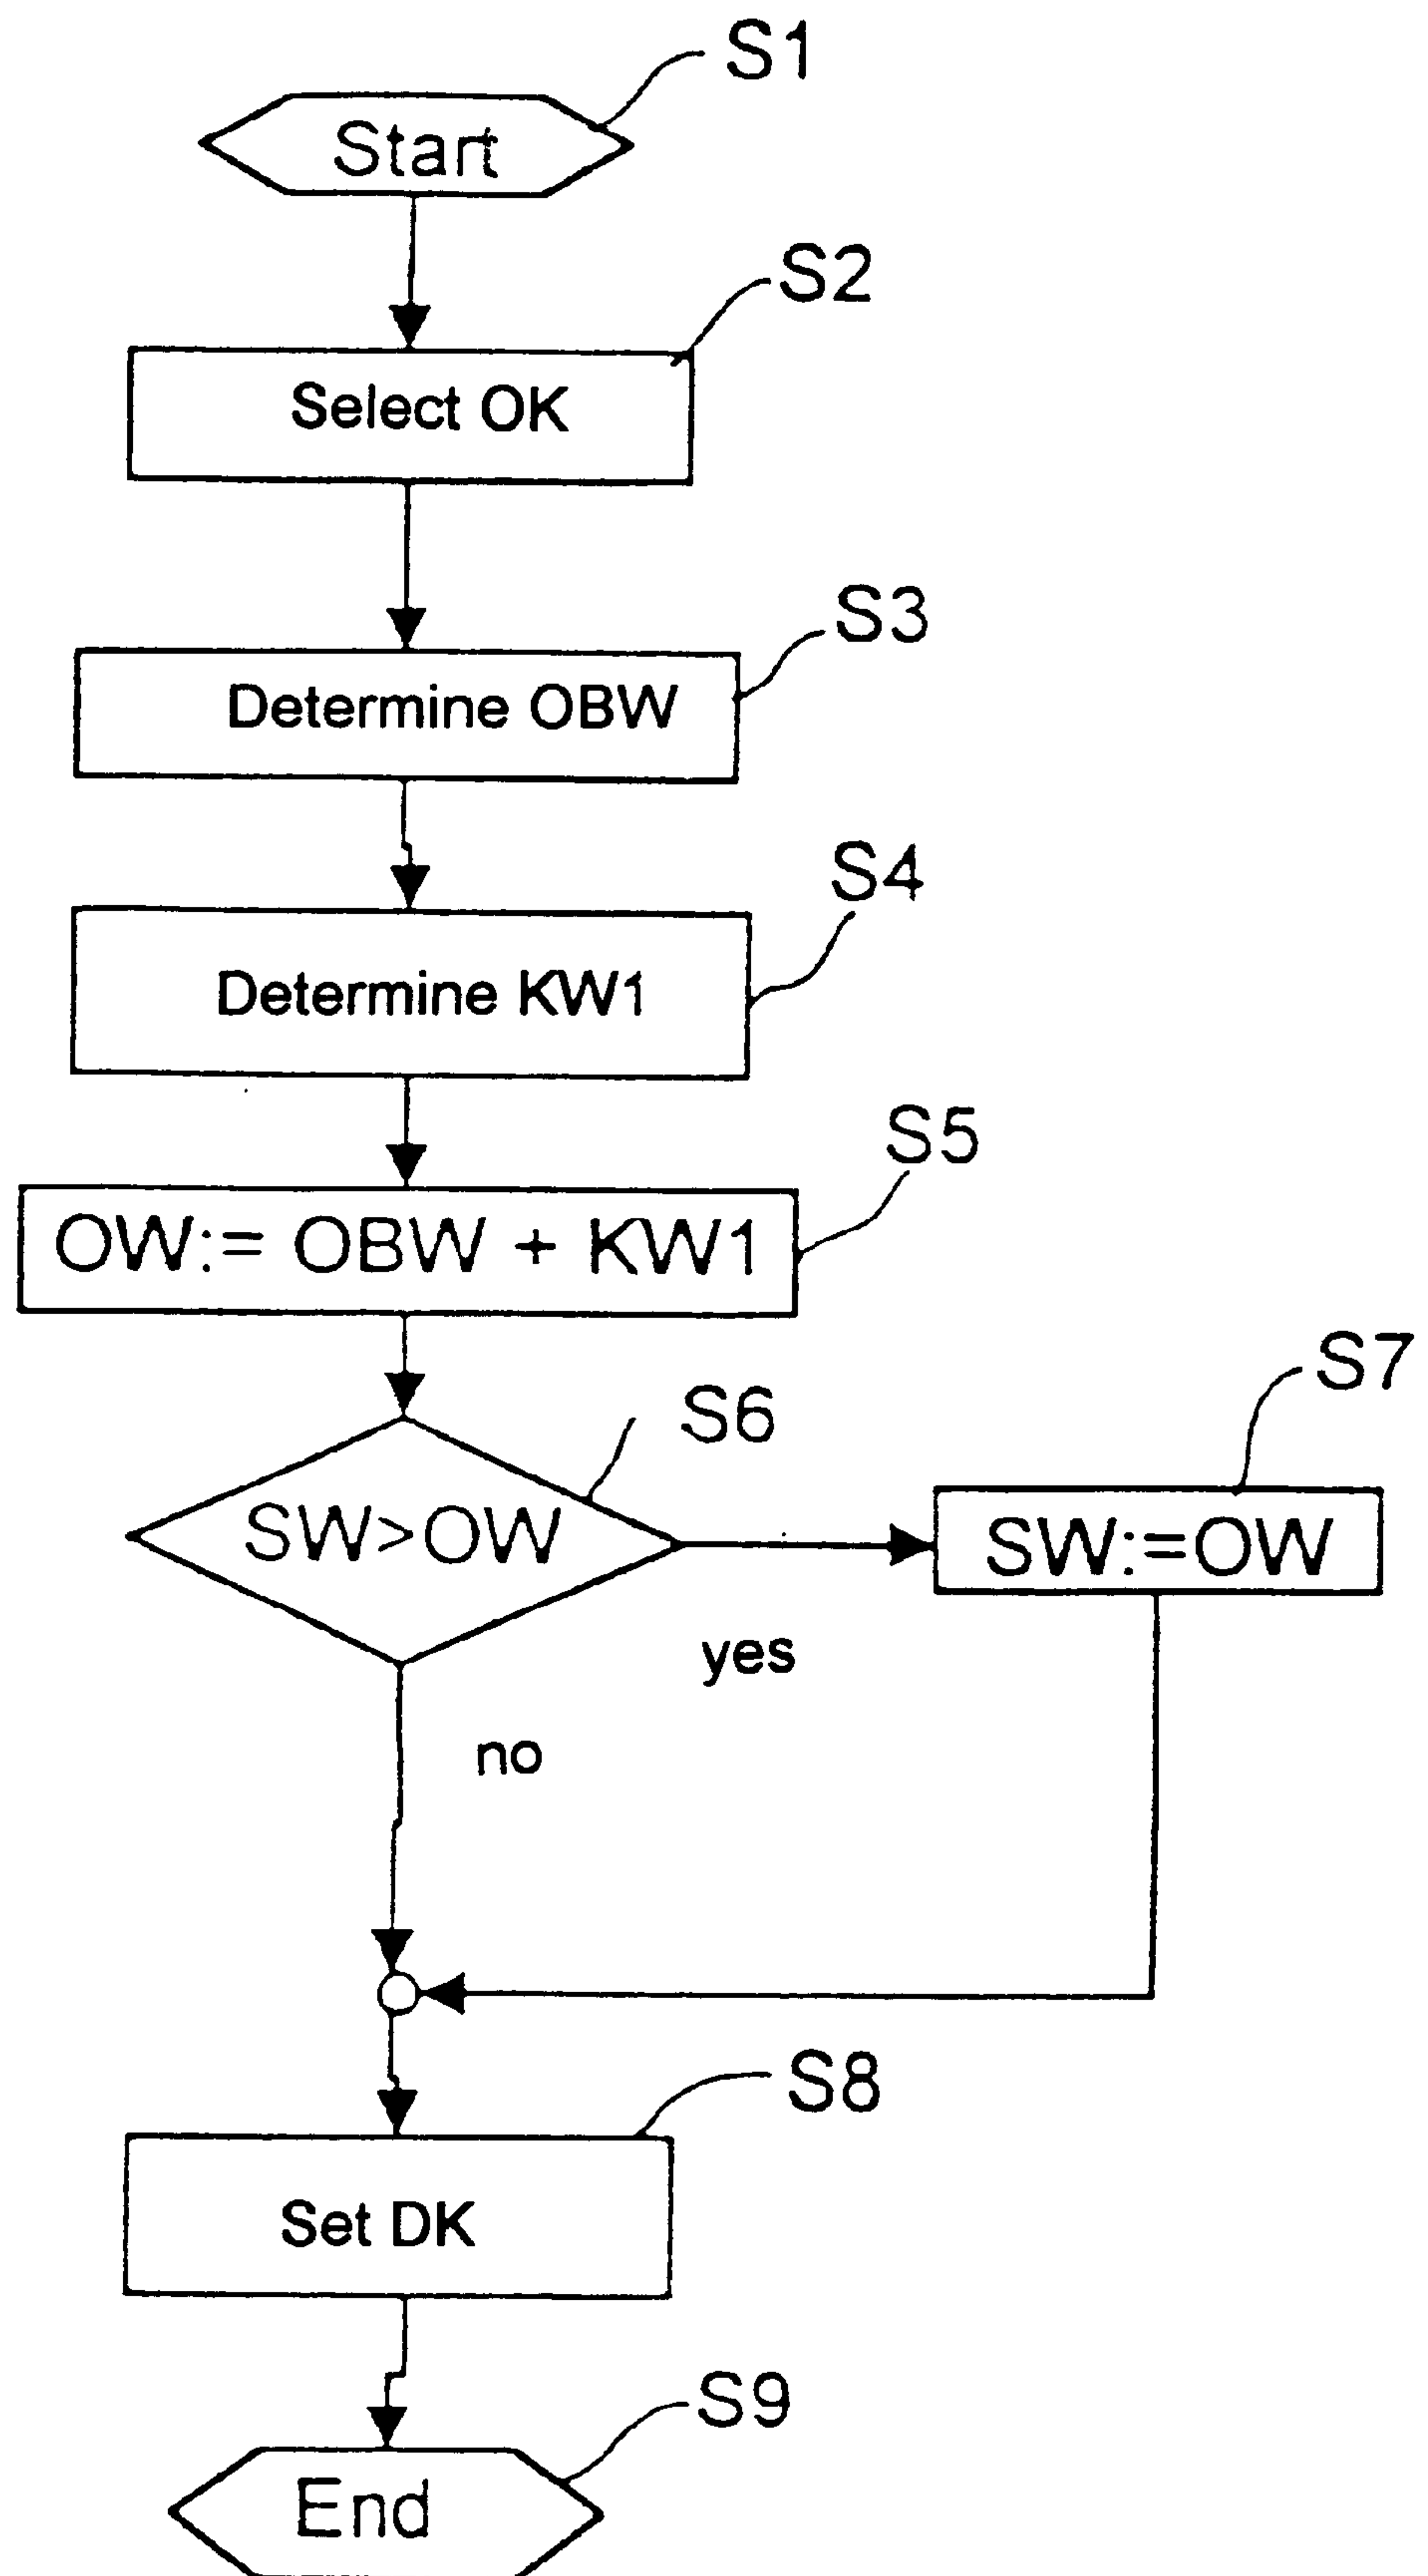 S1
Start
S2
Select OK
S3
Determine OBW
S4
Determine KW1
S5
OW:= OBW + KW1
S6
S7
SW>OW
SW:=OW
yes
no
S8
Set DK
S9
End